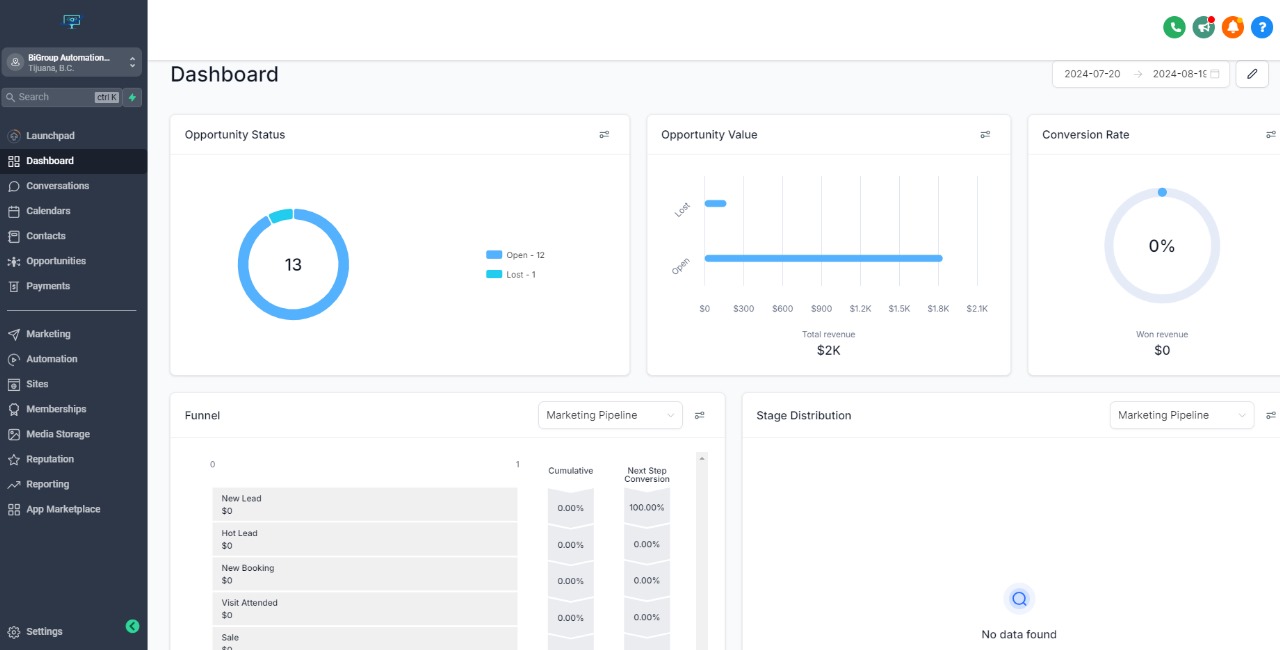 BiGroup Automation...
Tijuana, B.C.
Search
ctrl K
Launchpad
Dashboard
Conversations
Calendars
Contacts
Opportunities
Payments
Marketing
Automation
Sites
Memberships
Media Storage
Reputation
Reporting
App Marketplace
Settings
?
Dashboard
2024-07-20 → 2024-08-19
Opportunity Status
13
Open - 12
Lost - 1
Opportunity Value
Lost
Open
$0 $300 $600 $900 $1.2K $1.5K $1.8K $2.1K
Total revenue
$2K
Conversion Rate
0%
Won revenue
$0
Funnel
Marketing Pipeline
0 1
Cumulative
Next Step
Conversion
New Lead
$0
0.00% 100.00%
Hot Lead
$0
0.00% 0.00%
New Booking
$0
0.00% 0.00%
Visit Attended
$0
0.00% 0.00%
Sale
$0
Stage Distribution
Marketing Pipeline
No data found